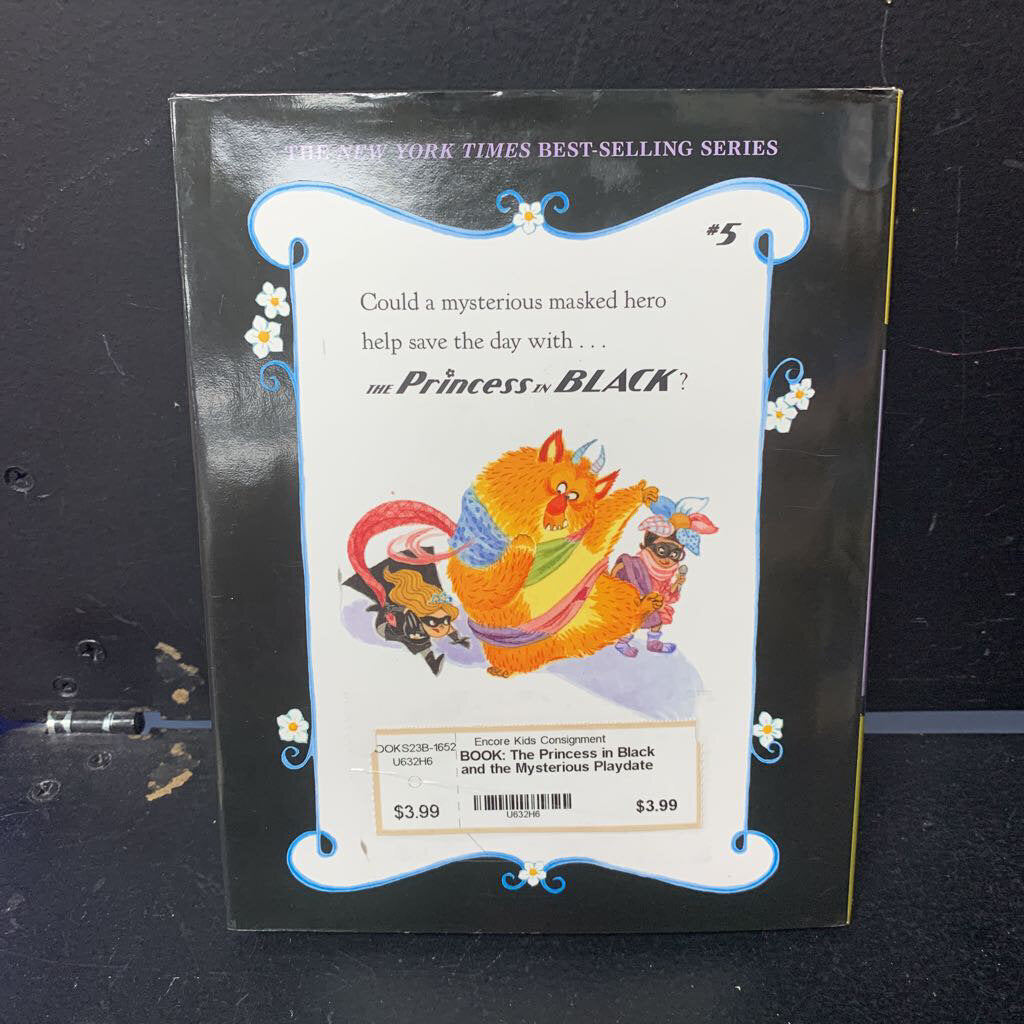 THE NEW YORK TIMES BEST-SELLING SERIES
#5
Could a mysterious masked hero
help save the day with . . .
THE Princess IN BLACK?
OOKS23B-1652
U632H6
$3.99
Encore Kids Consignment
BOOK: The Princess in Black
and the Mysterious Playdate
U632H6
$3.99